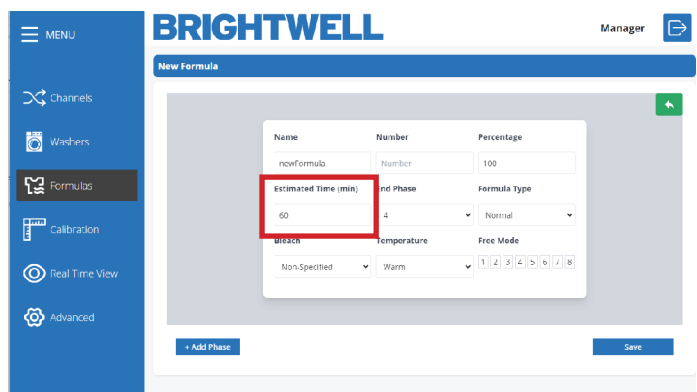 MENU
BRIGHTWELL
Manager
New Formula
Channels
Washers
Formulas
Calibration
Real Time View
Advanced
Name Number Percentage
newFormula Number 100
Estimated Time (min) End Phase Formula Type
60 4 Normal
Bleach Temperature Free Mode
Non-Specified Warm 1 2 3 4 5 6 7 8
+ Add Phase Save